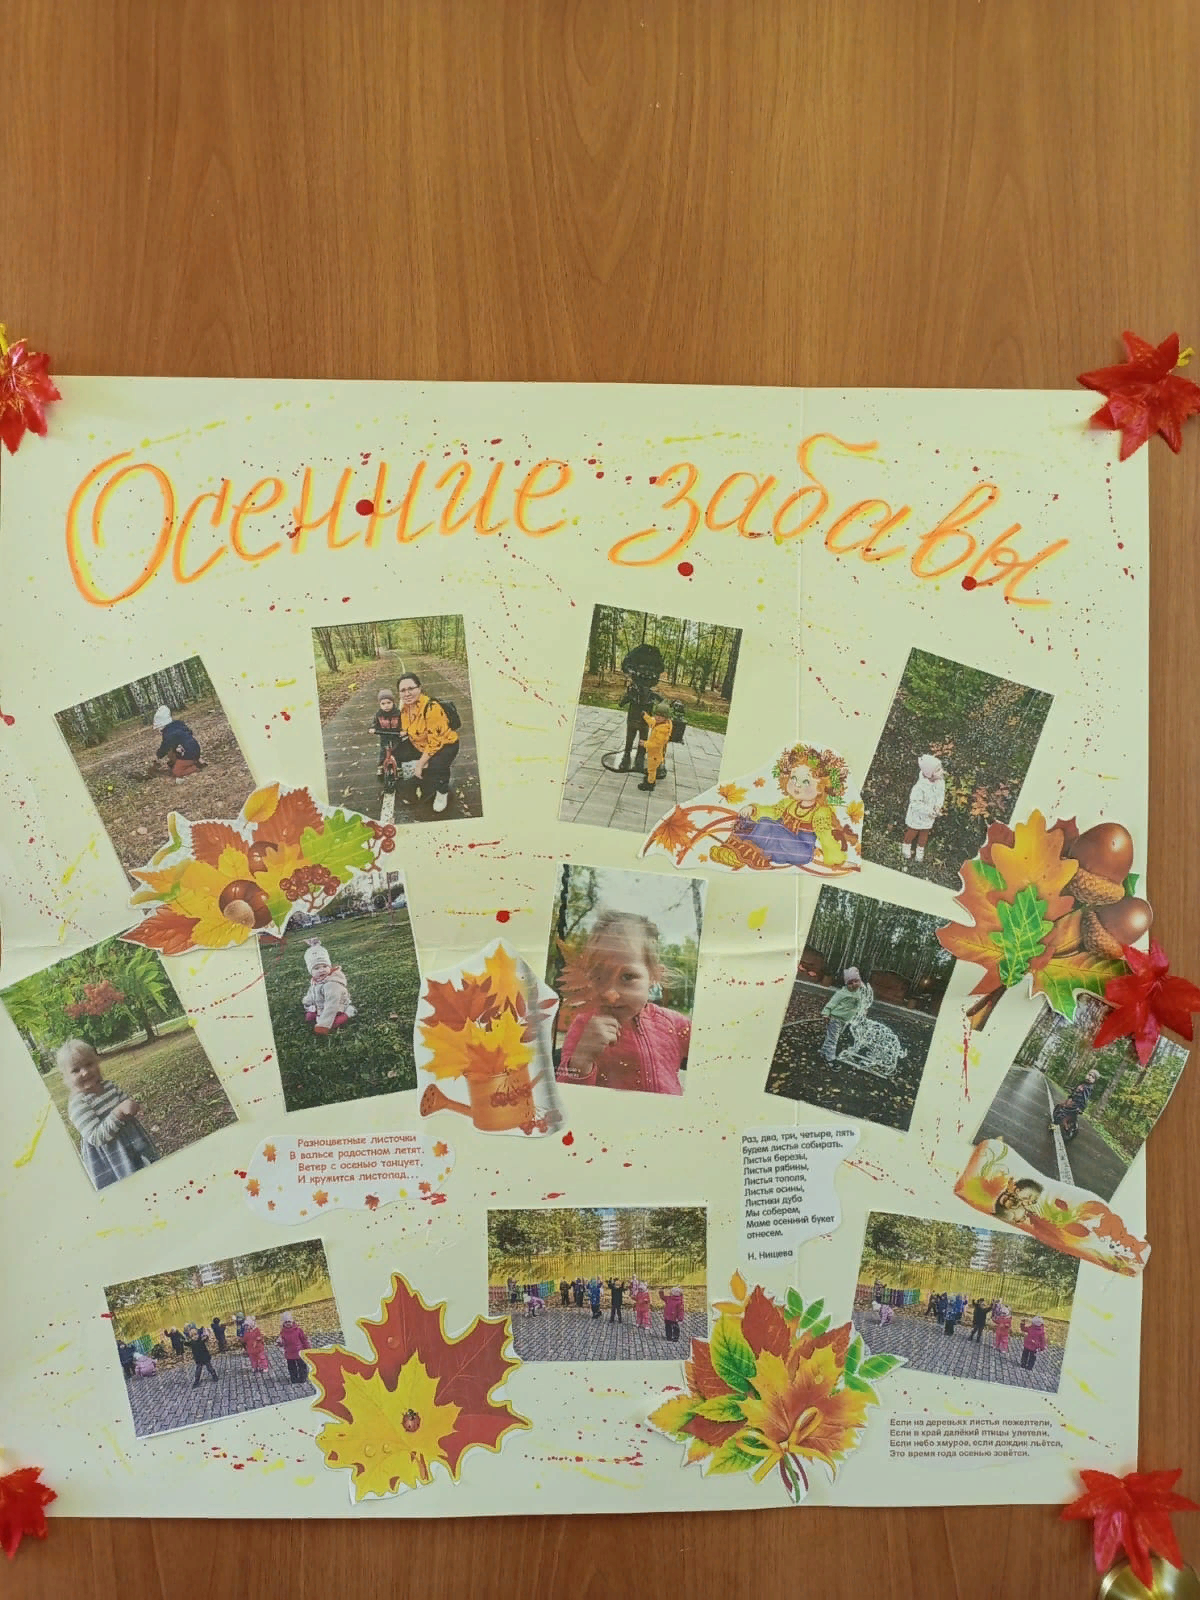 Осенние забавы
Разноцветные листочки
В вальсе радостном летят.
Ветер с осенью танцует,
И кружится листопад...
Раз, два, три, четыре, пять
Будем листья собирать.
Листья березы,
Листья рябины,
Листья тополя,
Листья осины,
Листики дуба
Мы соберем,
Маме осенний букет
отнесем.
Н. Нищева
Если на деревьях листья пожелтели,
Если в край далёкий птицы улетели,
Если небо хмурое, если дождик льётся,
Это время года осенью зовётся.